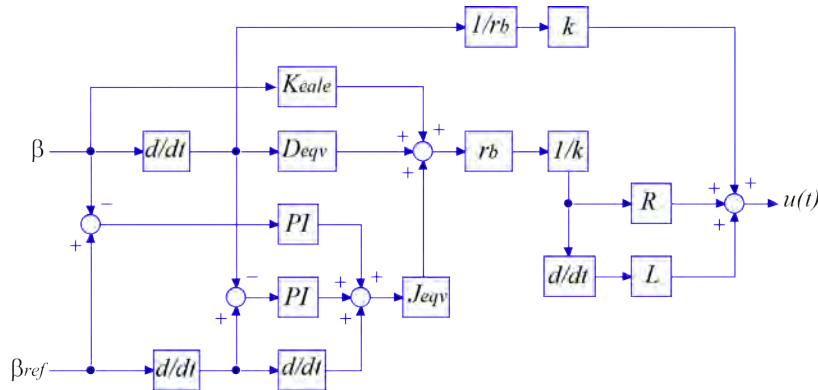 1/rb
k
Keale
+
+
β
d/dt
Deqv
+
+
rb
1/k
−
+
PI
R
+
+
+
u(t)
−
+
PI
+
+
+
Jeqv
d/dt
L
βref
d/dt
d/dt